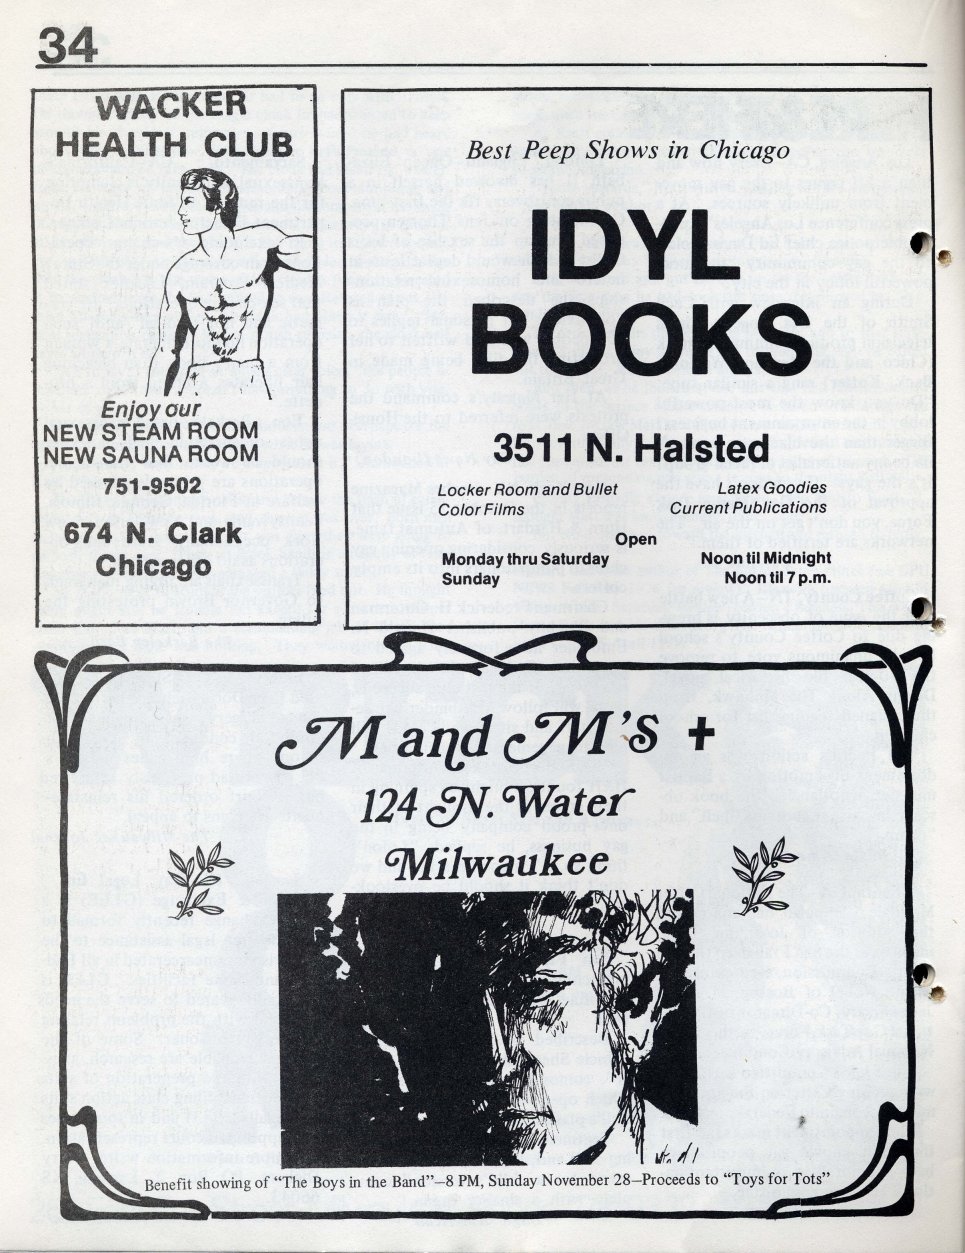 34
WACKER
HEALTH CLUB
Enjoy our
NEW STEAM ROOM
NEW SAUNA ROOM
751-9502
674 N. Clark
Chicago
Best Peep Shows in Chicago
IDYL
BOOKS
3511 N. Halsted
Locker Room and Bullet
Color Films
Latex Goodies
Current Publications
Open
Monday thru Saturday Noon til Midnight
Sunday Noon til 7 p.m.
M and M's +
124 N. Water
Milwaukee
Benefit showing of "The Boys in the Band"—8 PM, Sunday November 28—Proceeds to "Toys for Tots"